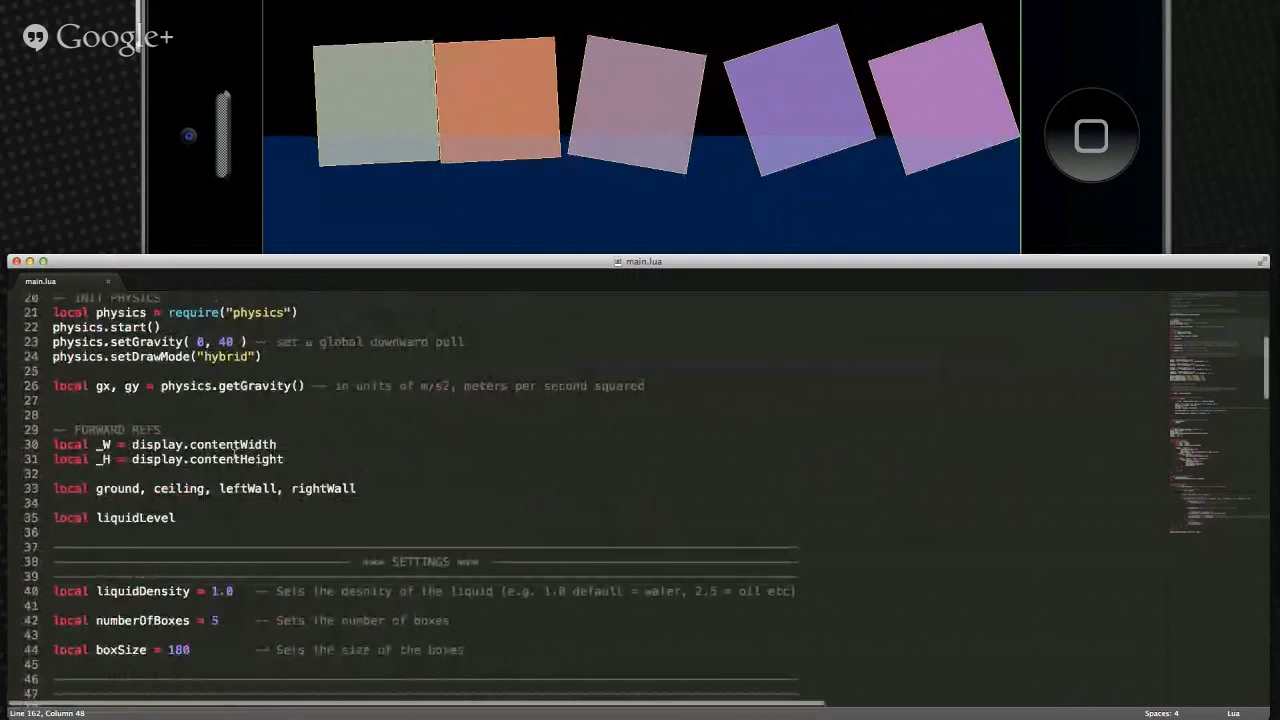 Google+
main.lua
main.lua ×
20 -- INIT PHYSICS
21 local physics = require("physics")
22 physics.start()
23 physics.setGravity( 0, 40 ) -- set a global downward pull
24 physics.setDrawMode("hybrid")
25
26 local gx, gy = physics.getGravity() -- in units of m/s2, meters per second squared
27
28
29 -- FORWARD REFS
30 local _W = display.contentWidth
31 local _H = display.contentHeight
32
33 local ground, ceiling, leftWall, rightWall
34
35 local liquidLevel
36
37
38 SETTINGS
39
40 local liquidDensity = 1.0 -- Sets the desnity of the liquid (e.g. 1.0 default = water, 2.5 = oil etc)
41
42 local numberOfBoxes = 5 -- Sets the number of boxes
43
44 local boxSize = 180 -- Sets the size of the boxes
45
46
47
Line 162, Column 48 Spaces: 4 Lua